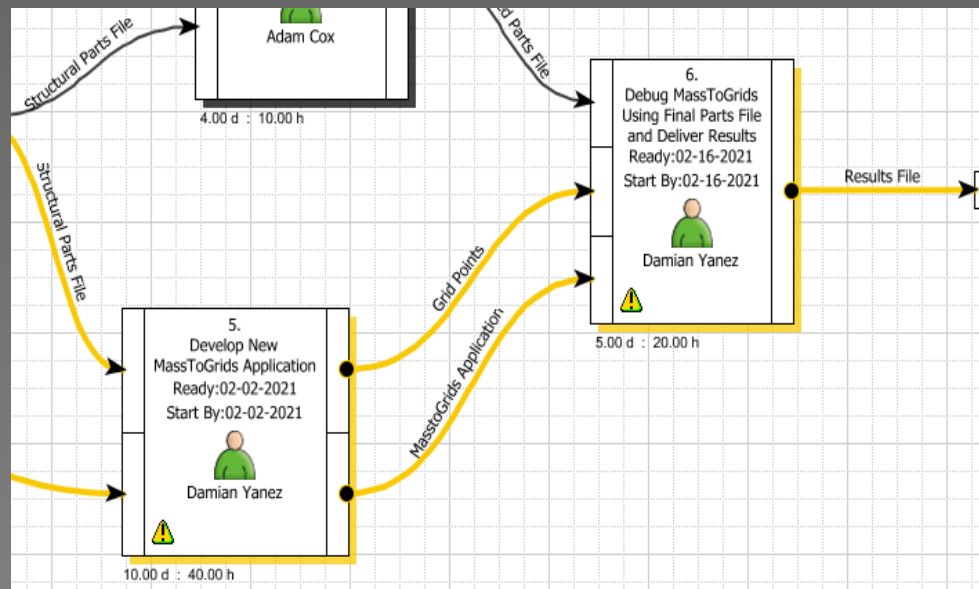 Structural Parts File
Adam Cox
4.00 d : 10.00 h
Parts File
6.
Debug MassToGrids
Using Final Parts File
and Deliver Results
Ready:02-16-2021
Start By:02-16-2021
Damian Yanez
5.00 d : 20.00 h
Results File
Structural Parts File
Grid Points
MasstoGrids Application
5.
Develop New
MassToGrids Application
Ready:02-02-2021
Start By:02-02-2021
Damian Yanez
10.00 d : 40.00 h